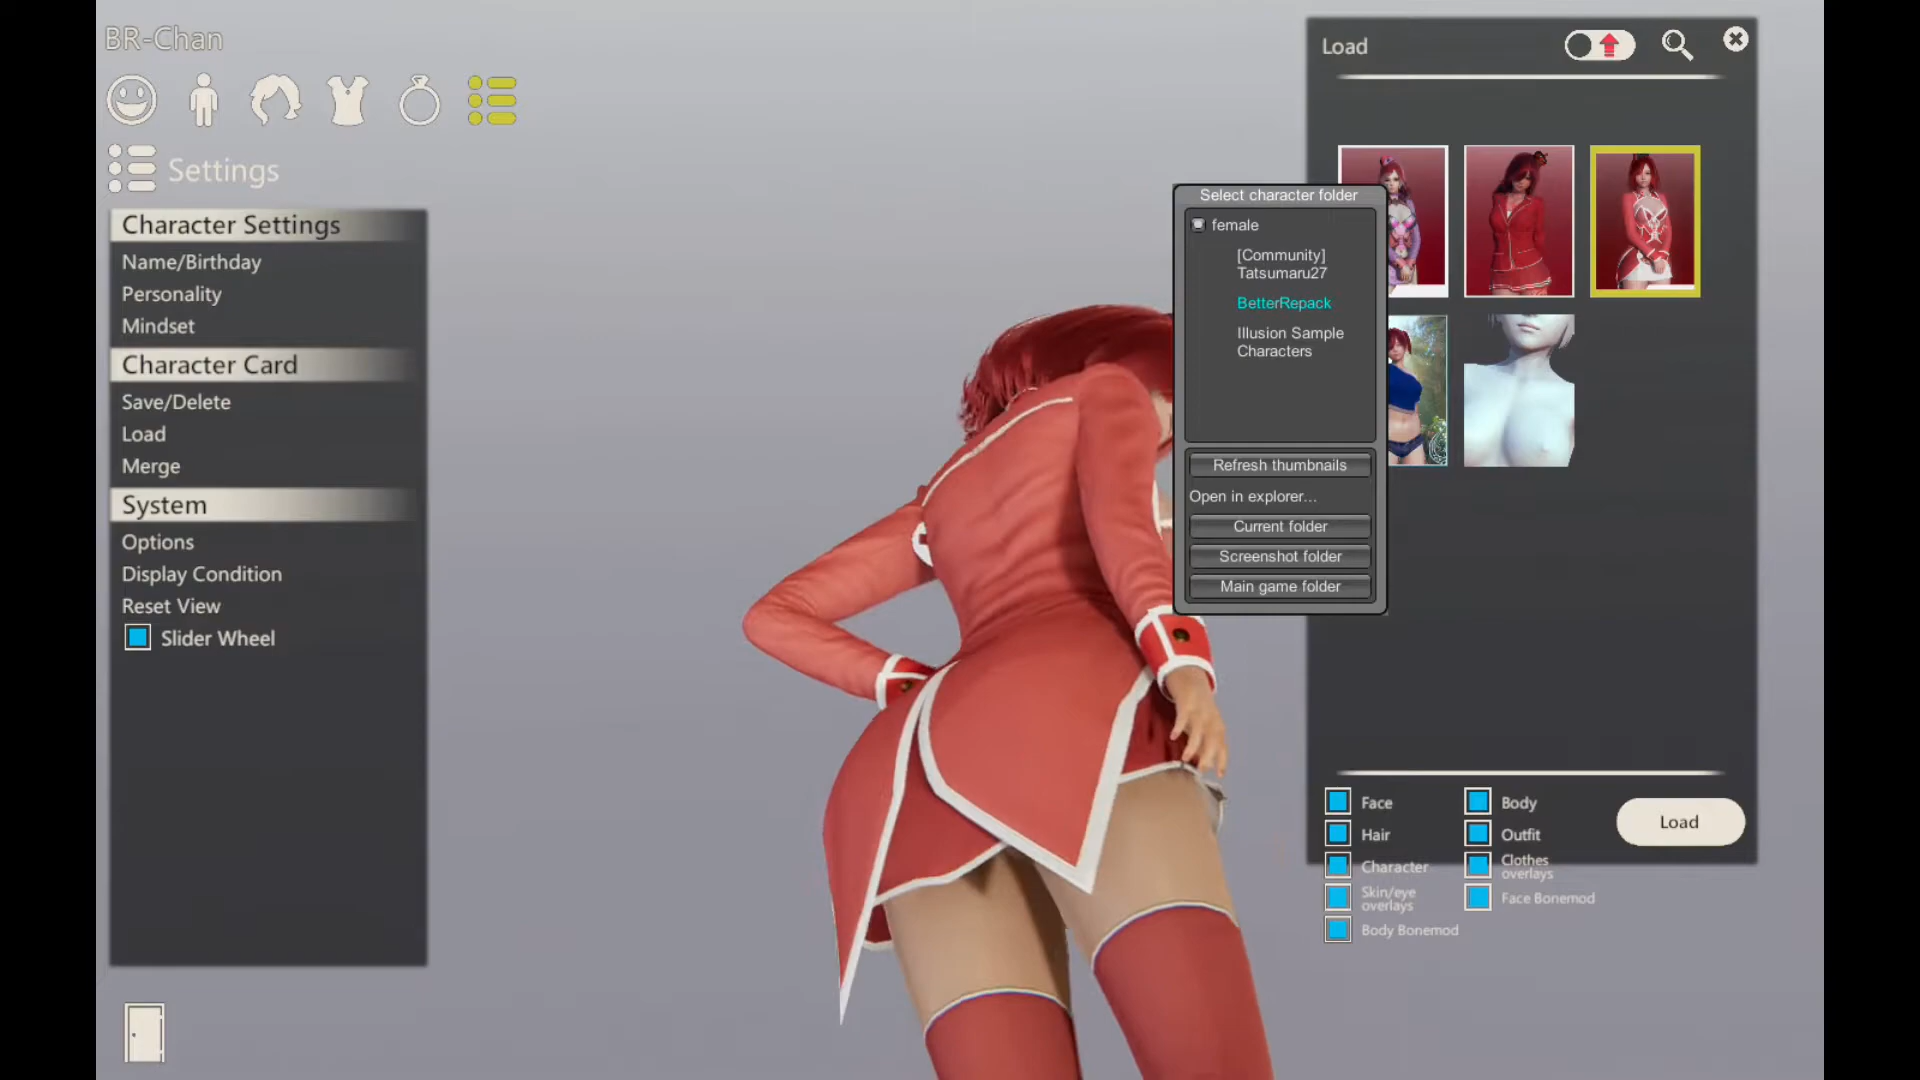 BR-Chan
Settings
Character Settings
Name/Birthday
Personality
Mindset
Character Card
Save/Delete
Load
Merge
System
Options
Display Condition
Reset View
Slider Wheel
Select character folder
female
[Community]
Tatsumaru27
BetterRepack
Illusion Sample
Characters
Refresh thumbnails
Open in explorer...
Current folder
Screenshot folder
Main game folder
Load
Face
Body
Hair
Outfit
Character
Clothes
overlays
Skin/eye
overlays
Face Bonemod
Body Bonemod
Load